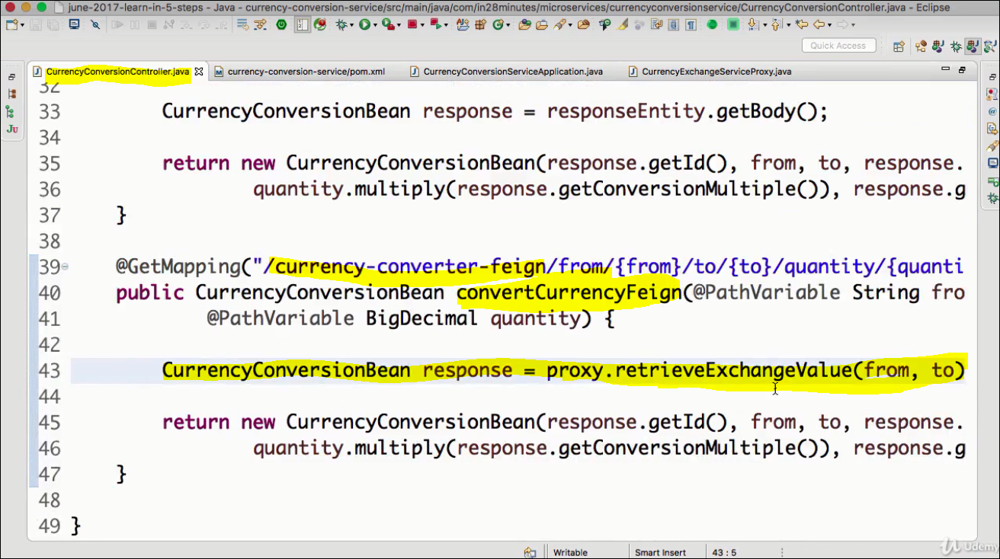 june-2017-learn-in-5-steps - Java - currency-conversion-service/src/main/java/com/in28minutes/microservices/currencyconversionservice/CurrencyConversionController.java - Eclipse
Quick Access
CurrencyConversionController.java currency-conversion-service/pom.xml CurrencyConversionServiceApplication.java CurrencyExchangeServiceProxy.java
32
33 CurrencyConversionBean response = responseEntity.getBody();
34
35 return new CurrencyConversionBean(response.getId(), from, to, response.
36 quantity.multiply(response.getConversionMultiple()), response.g
37 }
38
39 @GetMapping("/currency-converter-feign/from/{from}/to/{to}/quantity/{quanti
40 public CurrencyConversionBean convertCurrencyFeign(@PathVariable String fro
41 @PathVariable BigDecimal quantity) {
42
43 CurrencyConversionBean response = proxy.retrieveExchangeValue(from, to)
44
45 return new CurrencyConversionBean(response.getId(), from, to, response.
46 quantity.multiply(response.getConversionMultiple()), response.g
47 }
48
49 }
Writable Smart Insert 43 : 5
Udemy